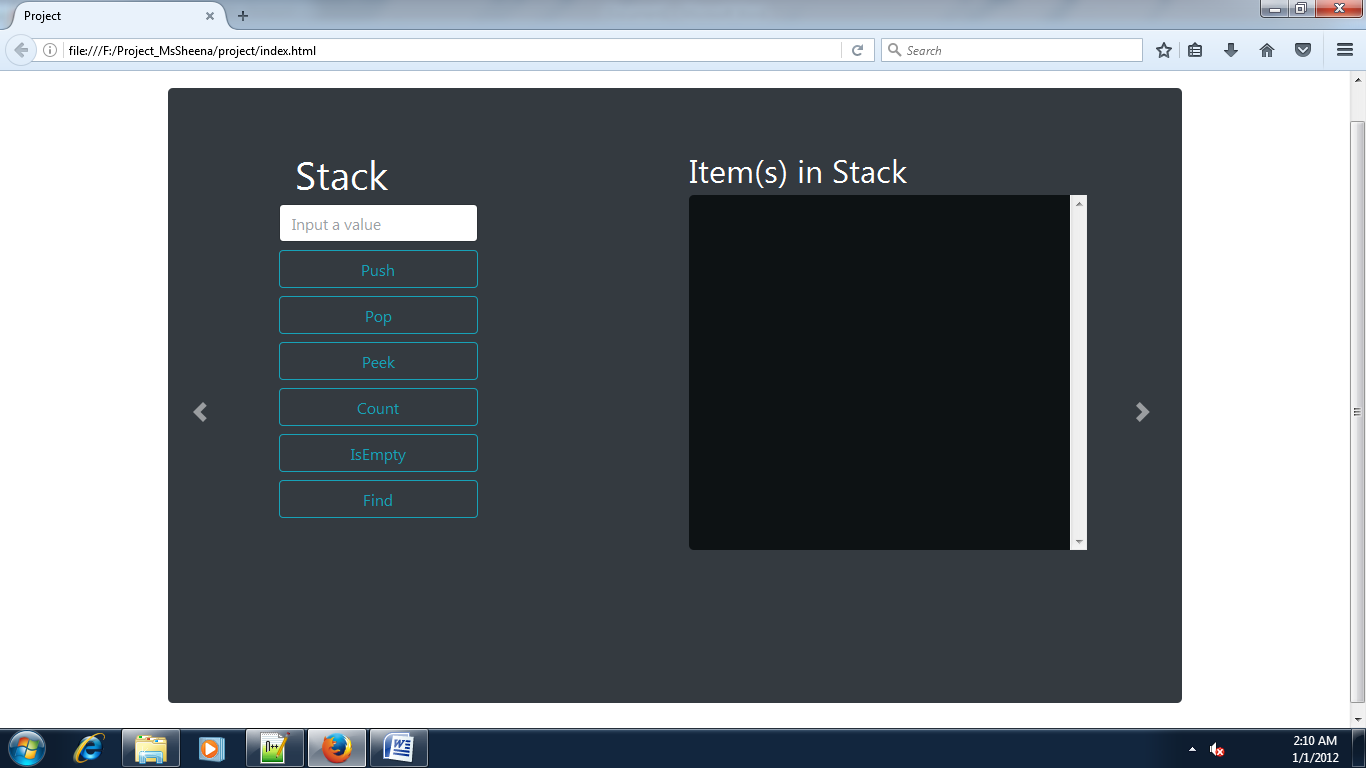 Project
file:///F:/Project_MsSheena/project/index.html
Search
Stack
Item(s) in Stack
Input a value
Push
Pop
Peek
Count
IsEmpty
Find
2:10 AM
1/1/2012